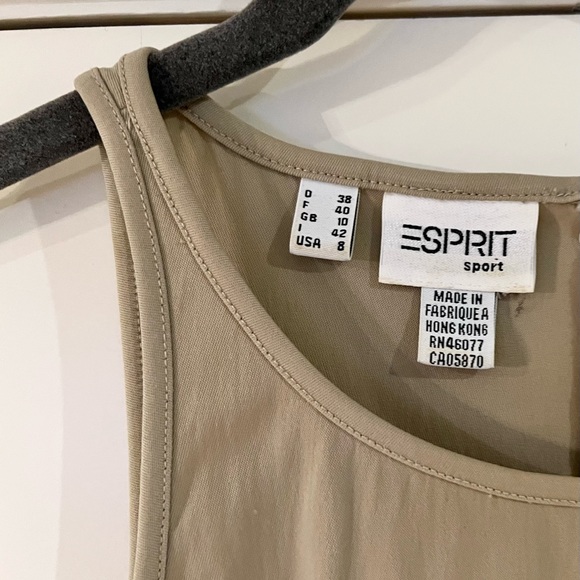 D 38
F 40
GB 10
I 42
USA 8
ESPRIT
sport
MADE IN
FABRIQUE A
HONG KONG
RN46077
CA05870